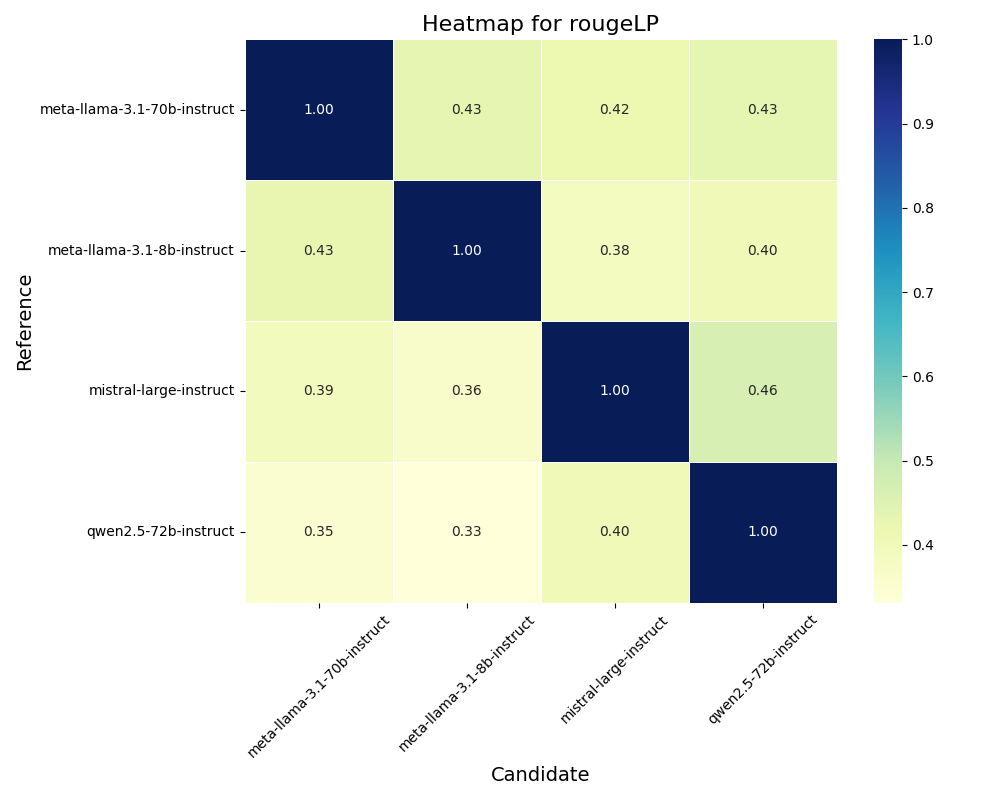 Heatmap for rougeLP
meta-llama-3.1-70b-instruct 1.00 0.43 0.42 0.43
meta-llama-3.1-8b-instruct 0.43 1.00 0.38 0.40
mistral-large-instruct 0.39 0.36 1.00 0.46
qwen2.5-72b-instruct 0.35 0.33 0.40 1.00
Reference
meta-llama-3.1-70b-instruct
meta-llama-3.1-8b-instruct
mistral-large-instruct
qwen2.5-72b-instruct
Candidate
1.0
0.9
0.8
0.7
0.6
0.5
0.4